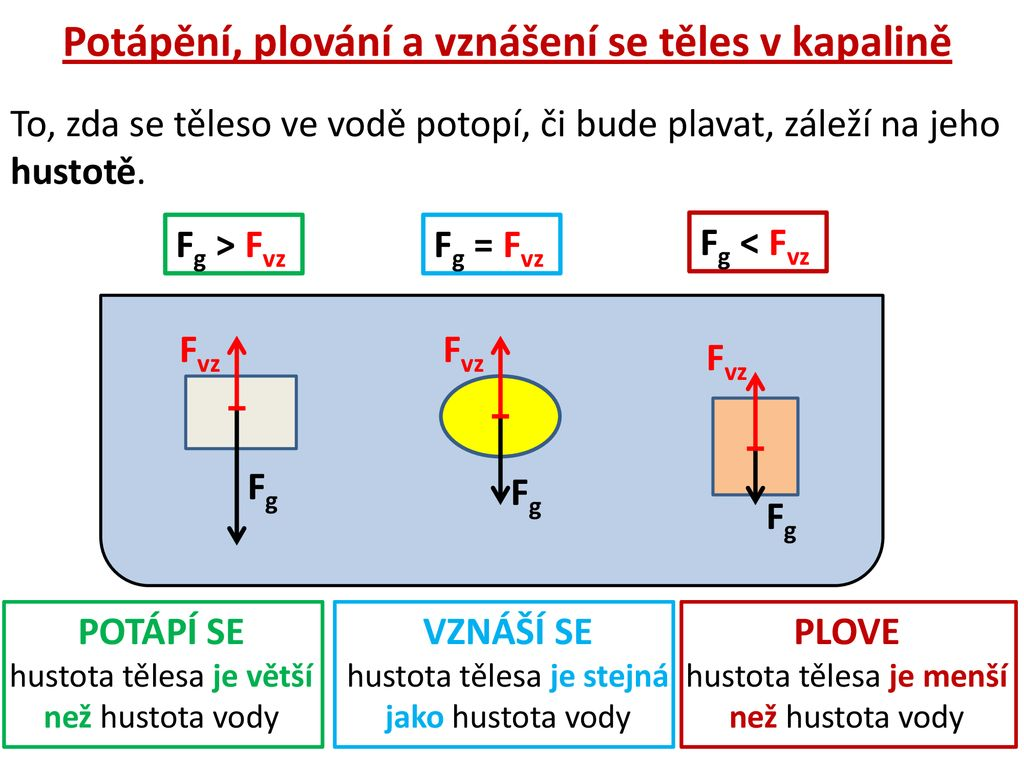 Potápění, plování a vznášení se těles v kapalině
To, zda se těleso ve vodě potopí, či bude plavat, záleží na jeho
hustotě.
Fg > Fvz
Fg = Fvz
Fg < Fvz
Fvz
Fvz
Fvz
Fg
Fg
Fg
POTÁPÍ SE
hustota tělesa je větší
než hustota vody
VZNÁŠÍ SE
hustota tělesa je stejná
jako hustota vody
PLOVE
hustota tělesa je menší
než hustota vody